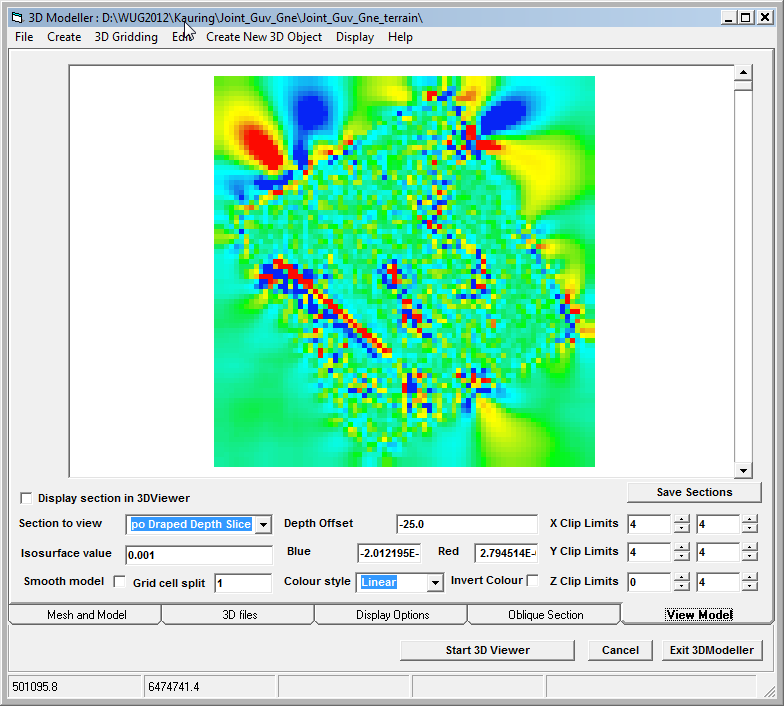 3D Modeller : D:\WUG2012\Kauring\Joint_Guv_Gne\Joint_Guv_Gne_terrain\
File Create 3D Gridding Edit Create New 3D Object Display Help
Display section in 3DViewer Save Sections
Section to view po Draped Depth Slice Depth Offset -25.0 X Clip Limits 4 4
Isosurface value 0.001 Blue -2.012195E- Red 2.794514E- Y Clip Limits 4 4
Smooth model Grid cell split 1 Colour style Linear Invert Colour Z Clip Limits 0 4
Mesh and Model 3D files Display Options Oblique Section View Model
Start 3D Viewer Cancel Exit 3DModeller
501095.8 6474741.4